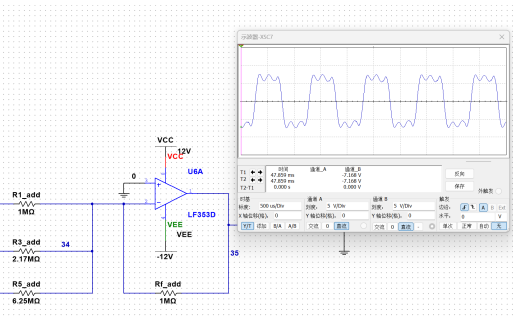 示波器-XSC7
VCC
12V
VCC
U6A
0
3
2
LF353D
VEE
VEE
-12V
R1_add
1MΩ
R3_add
2.17MΩ
34
R5_add
6.25MΩ
35
Rf_add
1MΩ
T1
T2
T2-T1
时间
47.859 ms
47.859 ms
0.000 s
通道_A
通道_B
-7.168 V
-7.168 V
0.000 V
反向
保存
外触发
时基
标度: 500 us/Div
X 轴位移(格): 0
Y/T 添加 B/A A/B
通道 A
刻度: 5 V/Div
Y 轴位移(格): 0
交流 0 直流
通道 B
刻度: 5 V/Div
Y 轴位移(格): 0
交流 0 直流 -
触发
边沿: A B Ext
水平: 0 V
单次 正常 自动 无